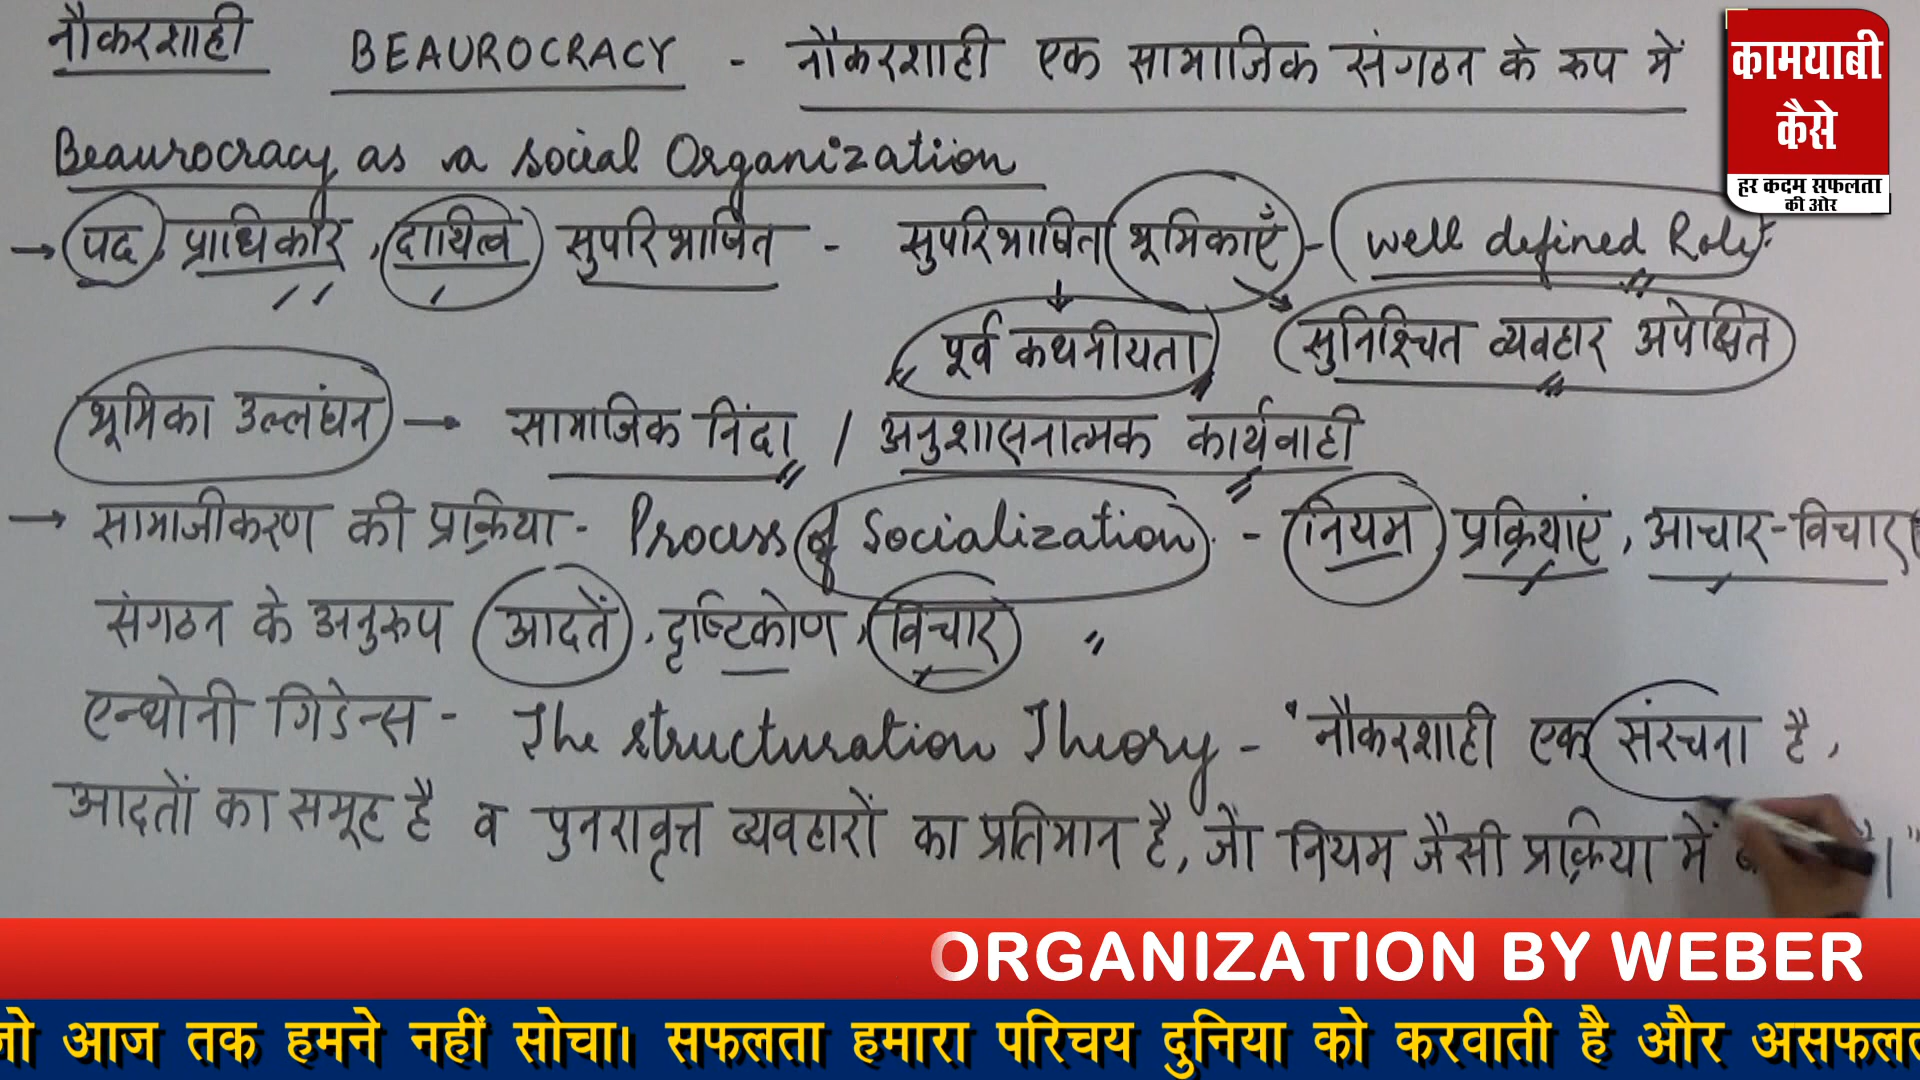 नौकरशाही BEAUROCRACY - नौकरशाही एक सामाजिक संगठन के रूप में
कामयाबी
कैसे
हर कदम सफलता
की ओर
Beaurocracy as a social Organization
→ पद, प्राधिकार, दायित्व सुपरिभाषित - सुपरिभाषित भूमिकाएँ - well defined Roles
पूर्व कथनीयता सुनिश्चित व्यवहार अपेक्षित
भूमिका उल्लंघन → सामाजिक निंदा / अनुशासनात्मक कार्यवाही
→ सामाजीकरण की प्रक्रिया - Process of Socialization - नियम, प्रक्रियाएं, आचार-विचार
संगठन के अनुरूप आदतें, दृष्टिकोण, विचार
एन्थोनी गिडेन्स - The structuration Theory - "नौकरशाही एक संरचना है,
आदतों का समूह है व पुनरावृत्त व्यवहारों का प्रतिमान है, जो नियम जैसी प्रक्रिया में है।"
ORGANIZATION BY WEBER
जो आज तक हमने नहीं सोचा। सफलता हमारा परिचय दुनिया को करवाती है और असफलत